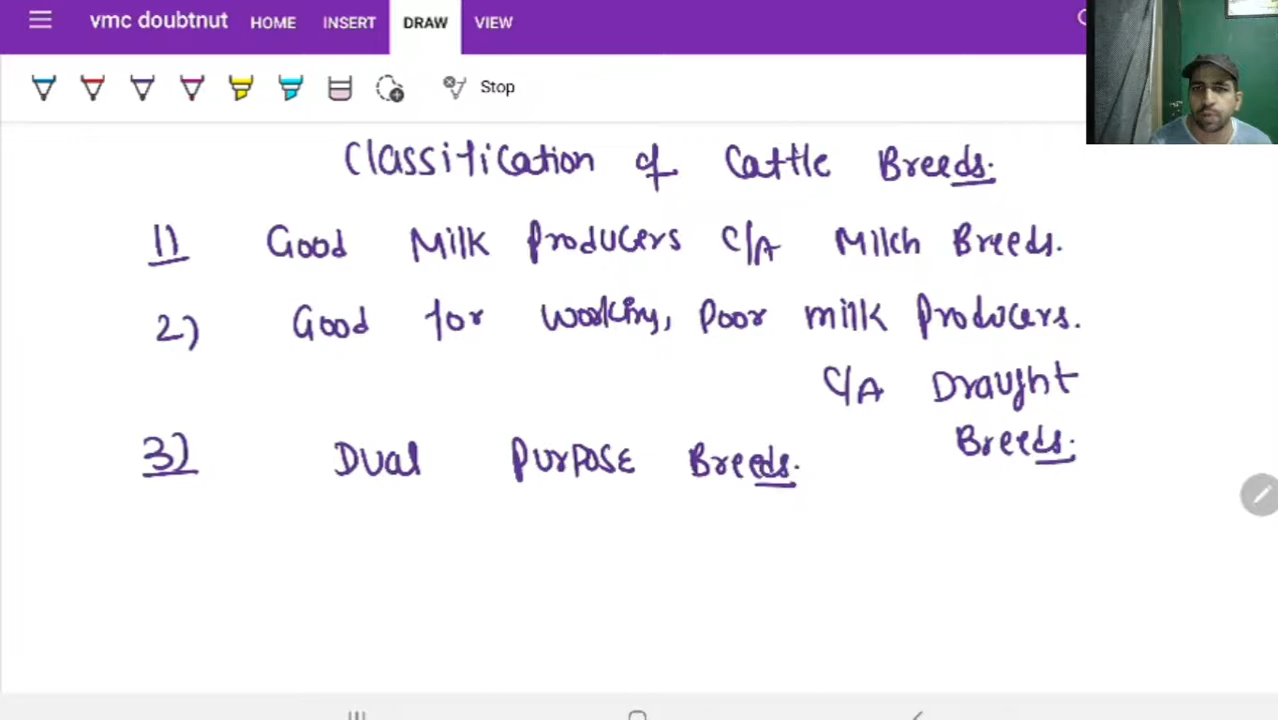 vmc doubtnut HOME INSERT DRAW VIEW
Stop
Classification of Cattle Breeds.
1) Good Milk Producers C/A Milch Breeds.
2) Good for working, Poor milk Producers.
C/A Draught
Breeds.
3) Dual Purpose Breeds.